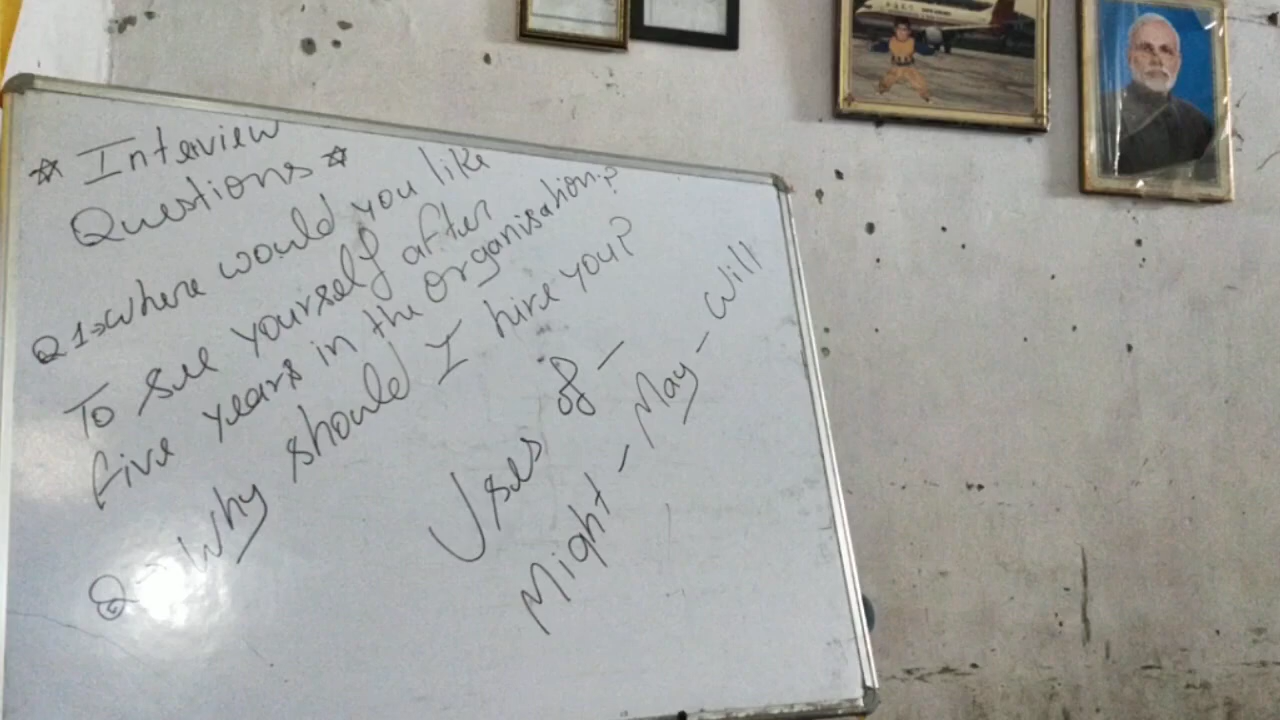 ☆ Interview
Questions ☆
Q1→ Where would you like
To see yourself after
five years in the organisation?
Q→ Why should I hire you?
Uses of –
Might – May – Will